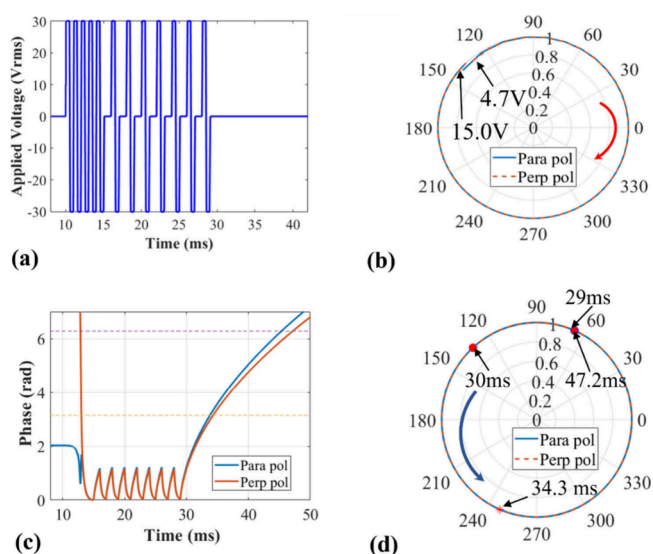 30
20
10
0
-10
-20
-30
Applied Voltage (Vrms)
10 15 20 25 30 35 40
Time (ms)
(a)
90
120 60
150 30
180 0
210 330
240 300
270
1
0.8
0.6
0.4
0.2
0
4.7V
15.0V
Para pol
Perp pol
(b)
6
4
2
0
Phase (rad)
10 20 30 40 50
Time (ms)
Para pol
Perp pol
(c)
90
120 60
150 30
180 0
210 330
240 300
270
1
0.8
0.6
0.4
0.2
0
29ms
30ms
47.2ms
34.3 ms
Para pol
Perp pol
(d)